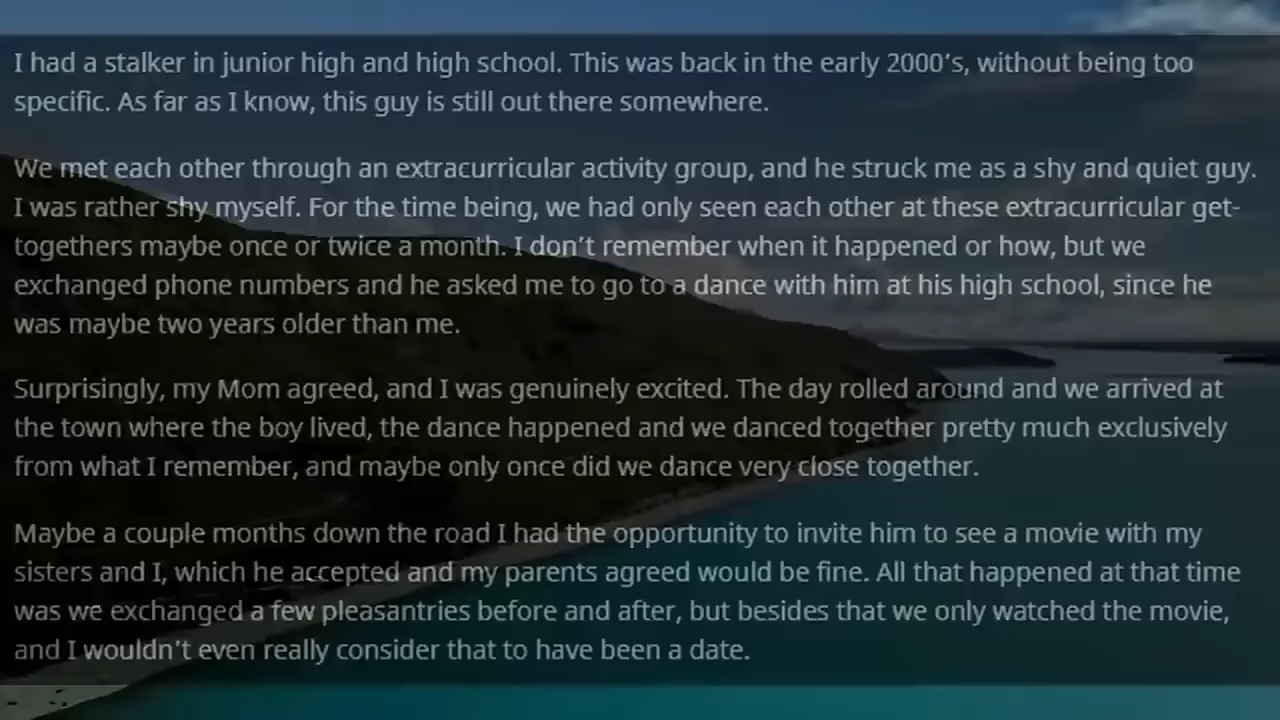 I had a stalker in junior high and high school. This was back in the early 2000's, without being too
specific. As far as I know, this guy is still out there somewhere.
We met each other through an extracurricular activity group, and he struck me as a shy and quiet guy.
I was rather shy myself. For the time being, we had only seen each other at these extracurricular get-
togethers maybe once or twice a month. I don't remember when it happened or how, but we
exchanged phone numbers and he asked me to go to a dance with him at his high school, since he
was maybe two years older than me.
Surprisingly, my Mom agreed, and I was genuinely excited. The day rolled around and we arrived at
the town where the boy lived, the dance happened and we danced together pretty much exclusively
from what I remember, and maybe only once did we dance very close together.
Maybe a couple months down the road I had the opportunity to invite him to see a movie with my
sisters and I, which he accepted and my parents agreed would be fine. All that happened at that time
was we exchanged a few pleasantries before and after, but besides that we only watched the movie,
and I wouldn't even really consider that to have been a date.